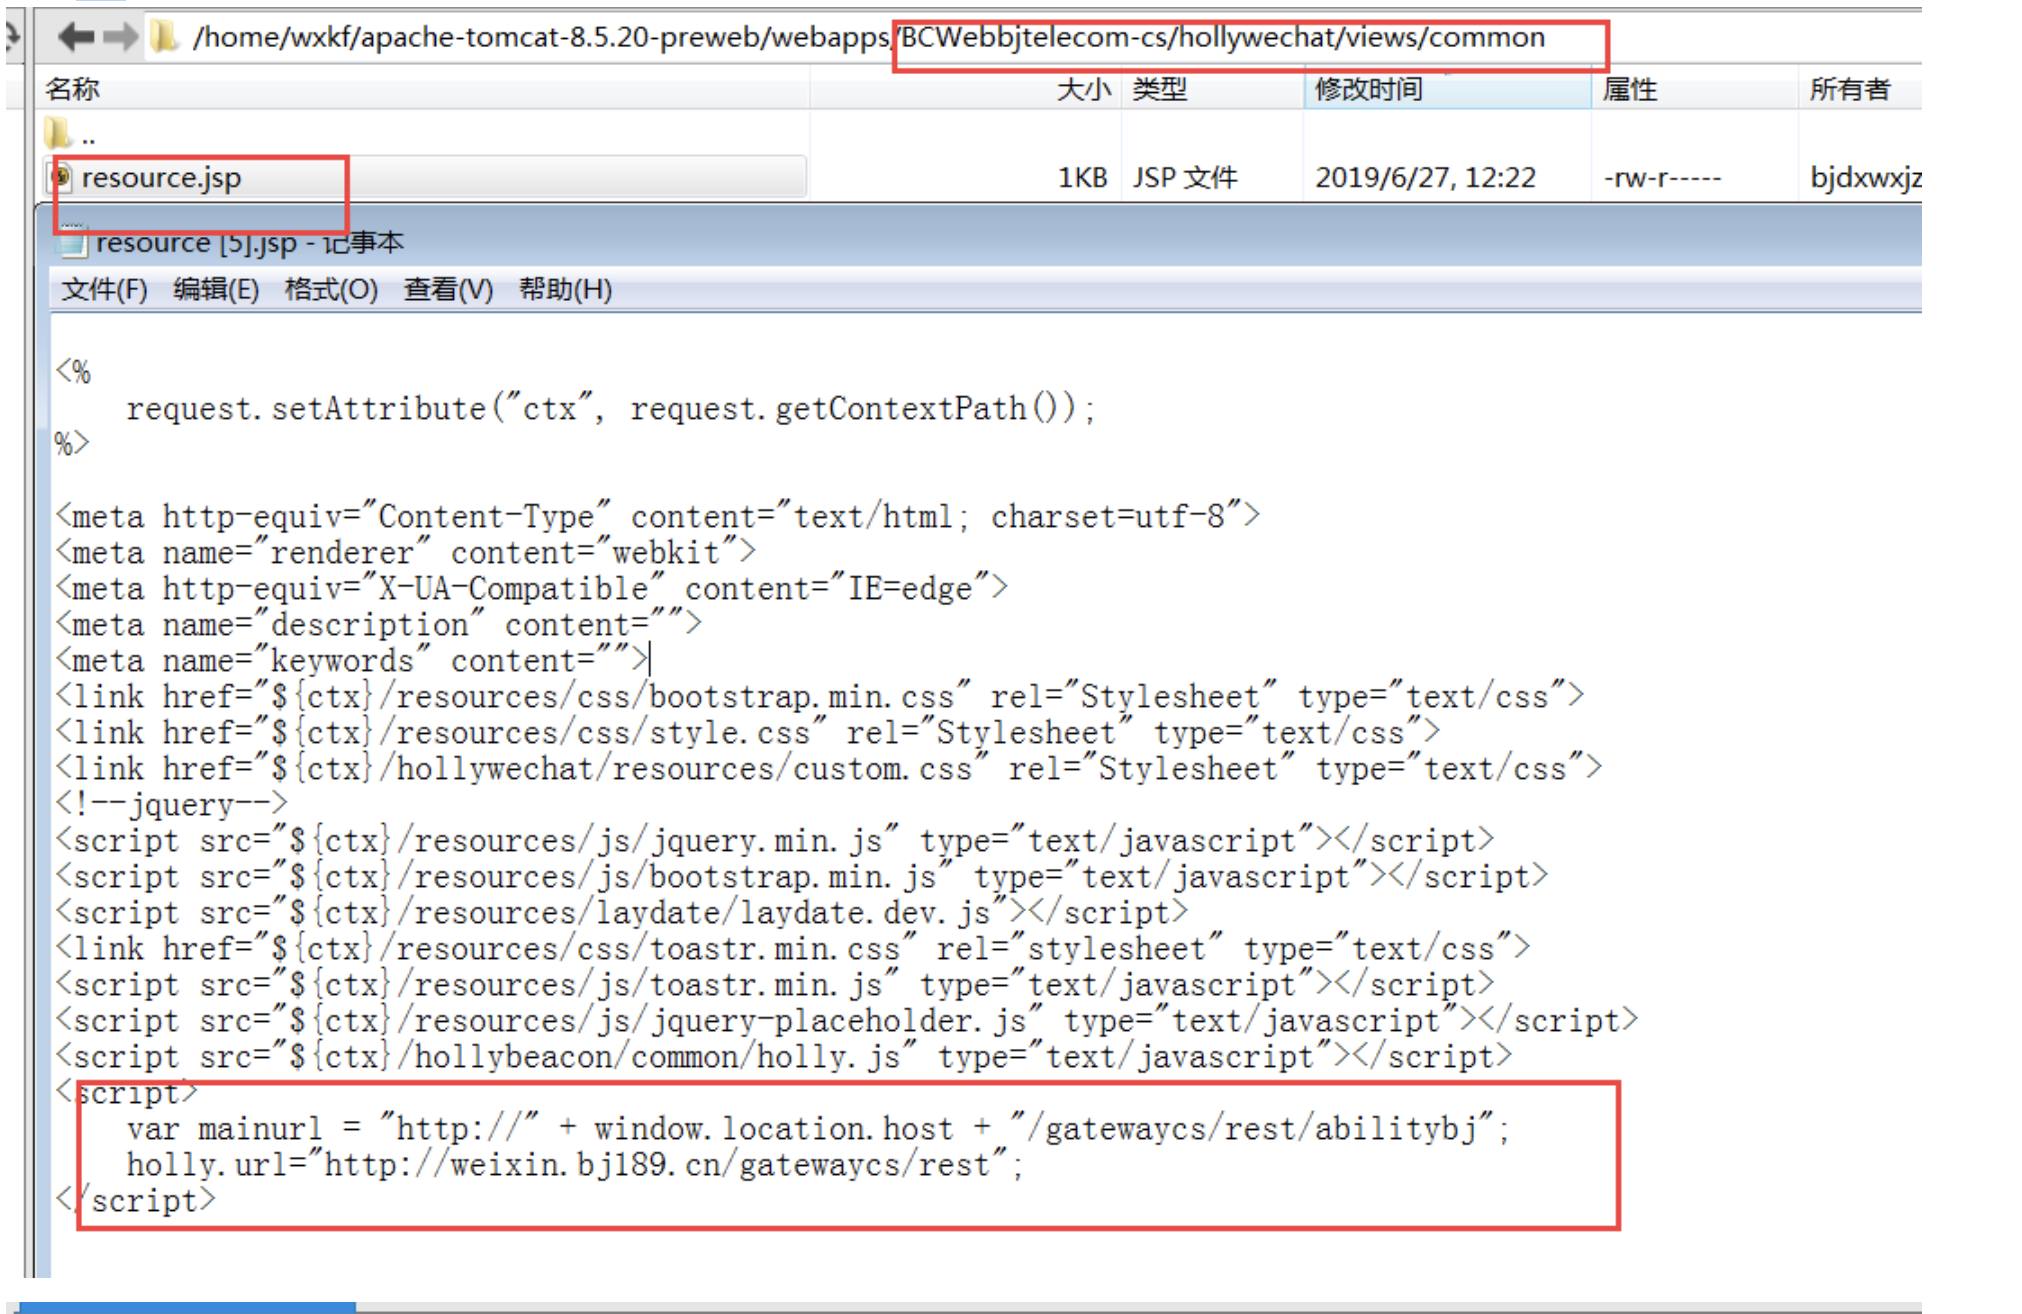 /home/wxkf/apache-tomcat-8.5.20-preweb/webapps/BCWebbjtelecom-cs/hollywechat/views/common
名称 大小 类型 修改时间 属性 所有者
..
resource.jsp 1KB JSP 文件 2019/6/27, 12:22 -rw-r----- bjdxwxjz
resource [5].jsp - 记事本
文件(F) 编辑(E) 格式(O) 查看(V) 帮助(H)
<%
request.setAttribute("ctx", request.getContextPath());
%>
<meta http-equiv="Content-Type" content="text/html; charset=utf-8">
<meta name="renderer" content="webkit">
<meta http-equiv="X-UA-Compatible" content="IE=edge">
<meta name="description" content="">
<meta name="keywords" content="">
<link href="${ctx}/resources/css/bootstrap.min.css" rel="Stylesheet" type="text/css">
<link href="${ctx}/resources/css/style.css" rel="Stylesheet" type="text/css">
<link href="${ctx}/hollywechat/resources/custom.css" rel="Stylesheet" type="text/css">
<!--jquery-->
<script src="${ctx}/resources/js/jquery.min.js" type="text/javascript"></script>
<script src="${ctx}/resources/js/bootstrap.min.js" type="text/javascript"></script>
<script src="${ctx}/resources/laydate/laydate.dev.js"></script>
<link href="${ctx}/resources/css/toastr.min.css" rel="stylesheet" type="text/css">
<script src="${ctx}/resources/js/toastr.min.js" type="text/javascript"></script>
<script src="${ctx}/resources/js/jquery-placeholder.js" type="text/javascript"></script>
<script src="${ctx}/hollybeacon/common/holly.js" type="text/javascript"></script>
<script>
var mainurl = "http://" + window.location.host + "/gatewaycs/rest/abilitybj";
holly.url="http://weixin.bj189.cn/gatewaycs/rest";
</script>